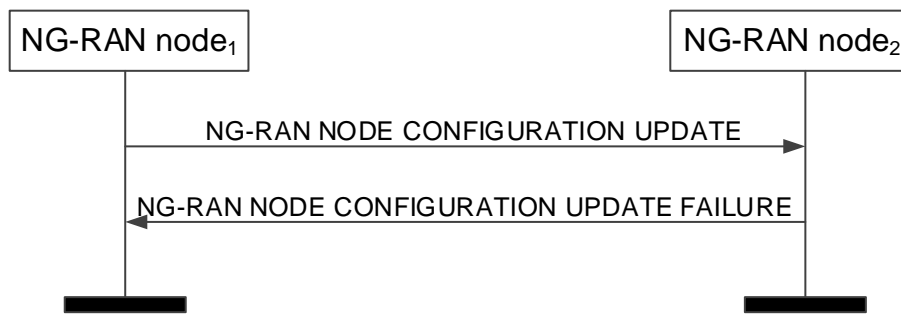 NG-RAN node₁
NG-RAN node₂
NG-RAN NODE CONFIGURATION UPDATE
NG-RAN NODE CONFIGURATION UPDATE FAILURE